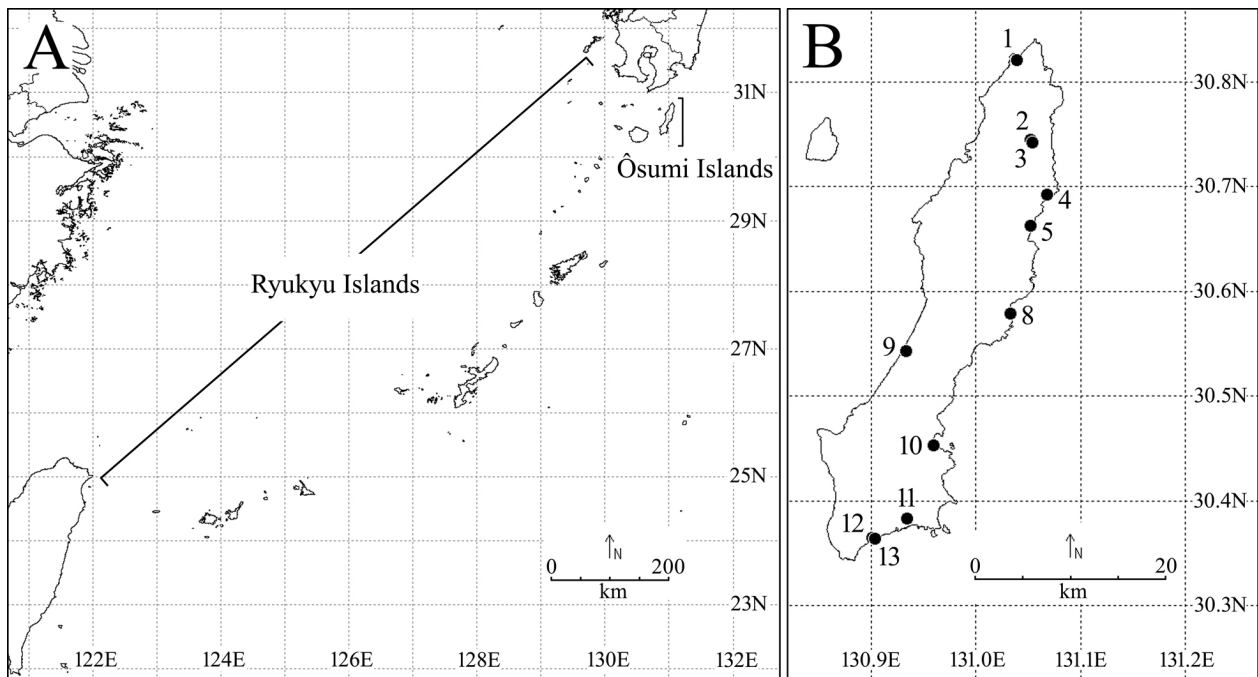 A
31N
Ôsumi Islands
29N
Ryukyu Islands
27N
25N
N
0 200
km
23N
122E 124E 126E 128E 130E 132E
B
1
30.8N
2
3
30.7N
4
5
30.6N
8
9
30.5N
10
11
30.4N
12
13
N
0 20
km
30.3N
130.9E 131.0E 131.1E 131.2E